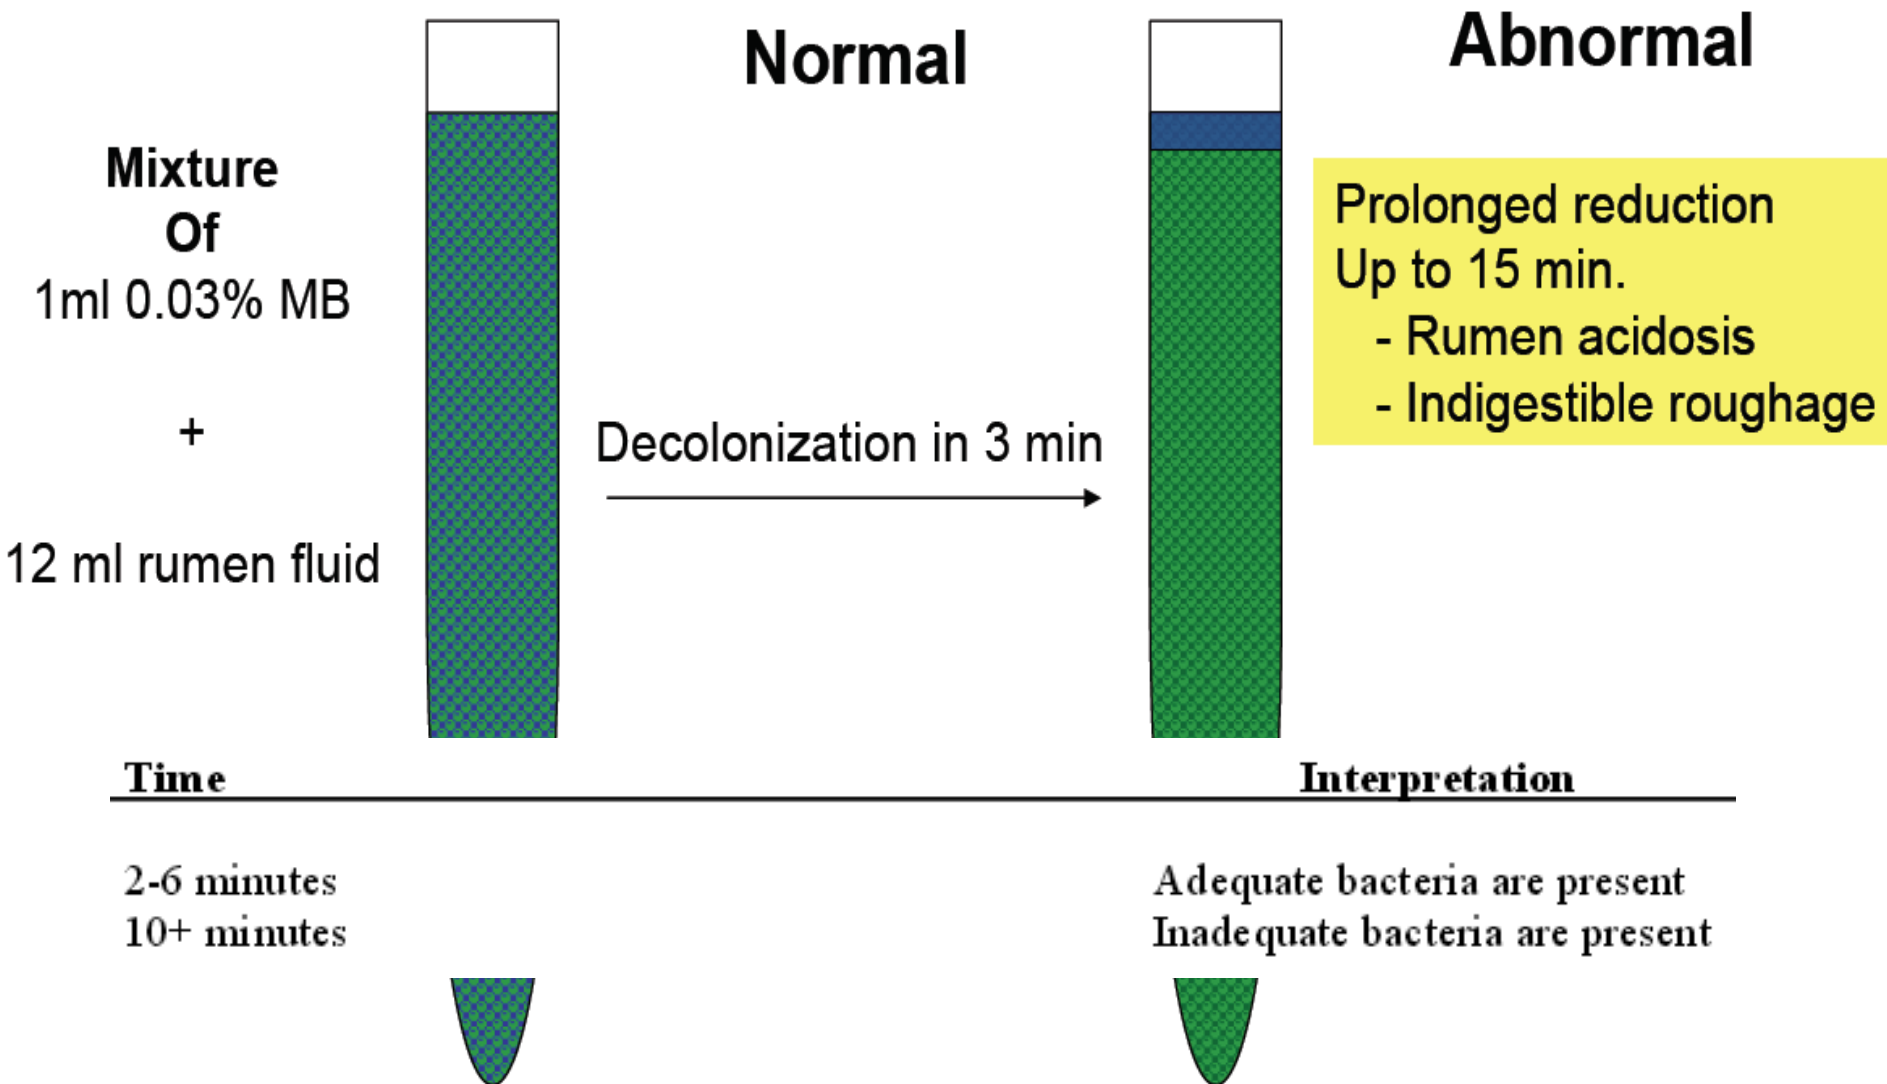 Normal
Abnormal
Mixture
Of
1ml 0.03% MB
+
12 ml rumen fluid
Decolonization in 3 min
Prolonged reduction
Up to 15 min.
- Rumen acidosis
- Indigestible roughage
Time Interpretation
2-6 minutes Adequate bacteria are present
10+ minutes Inadequate bacteria are present